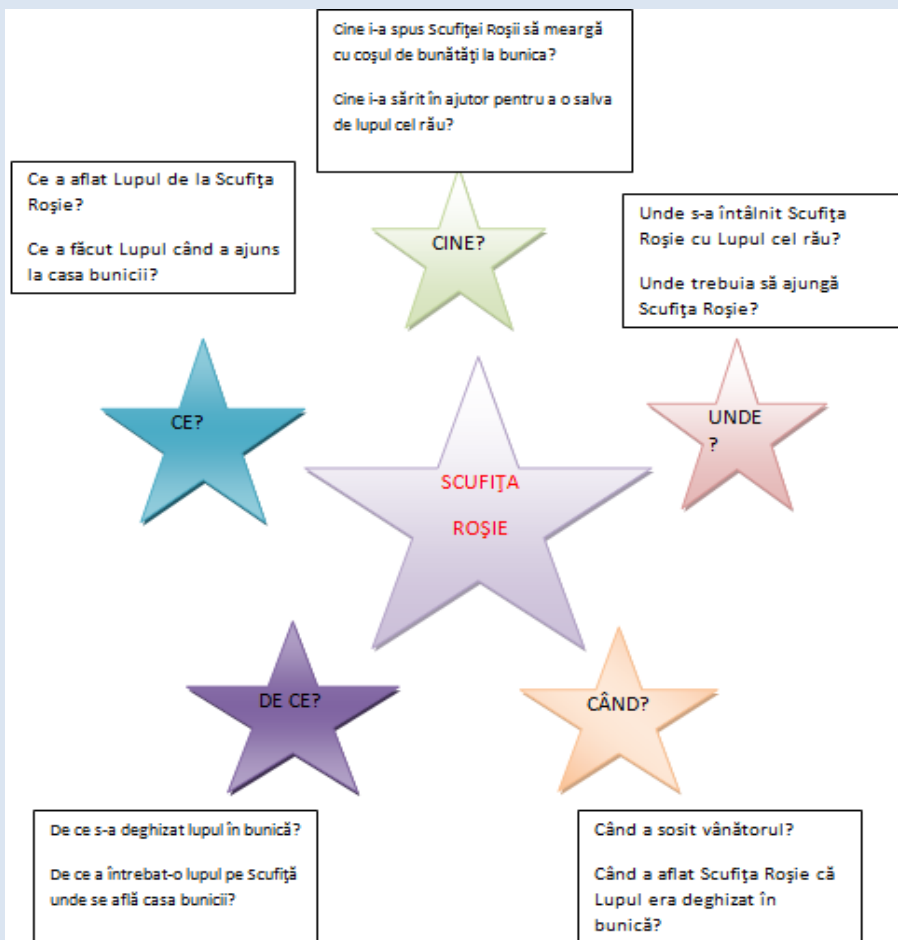 Cine i-a spus Scufiţei Roşii să meargă
cu coşul de bunătăţi la bunica?
Cine i-a sărit în ajutor pentru a o salva
de lupul cel rău?
Ce a aflat Lupul de la Scufiţa
Roşie?
Ce a făcut Lupul când a ajuns
la casa bunicii?
CINE?
Unde s-a întâlnit Scufiţa
Roşie cu Lupul cel rău?
Unde trebuia să ajungă
Scufiţa Roşie?
CE?
UNDE
?
SCUFIŢA
ROŞIE
DE CE?
CÂND?
De ce s-a deghizat lupul în bunică?
De ce a întrebat-o lupul pe Scufiţă
unde se află casa bunicii?
Când a sosit vânătorul?
Când a aflat Scufiţa Roşie că
Lupul era deghizat în
bunică?